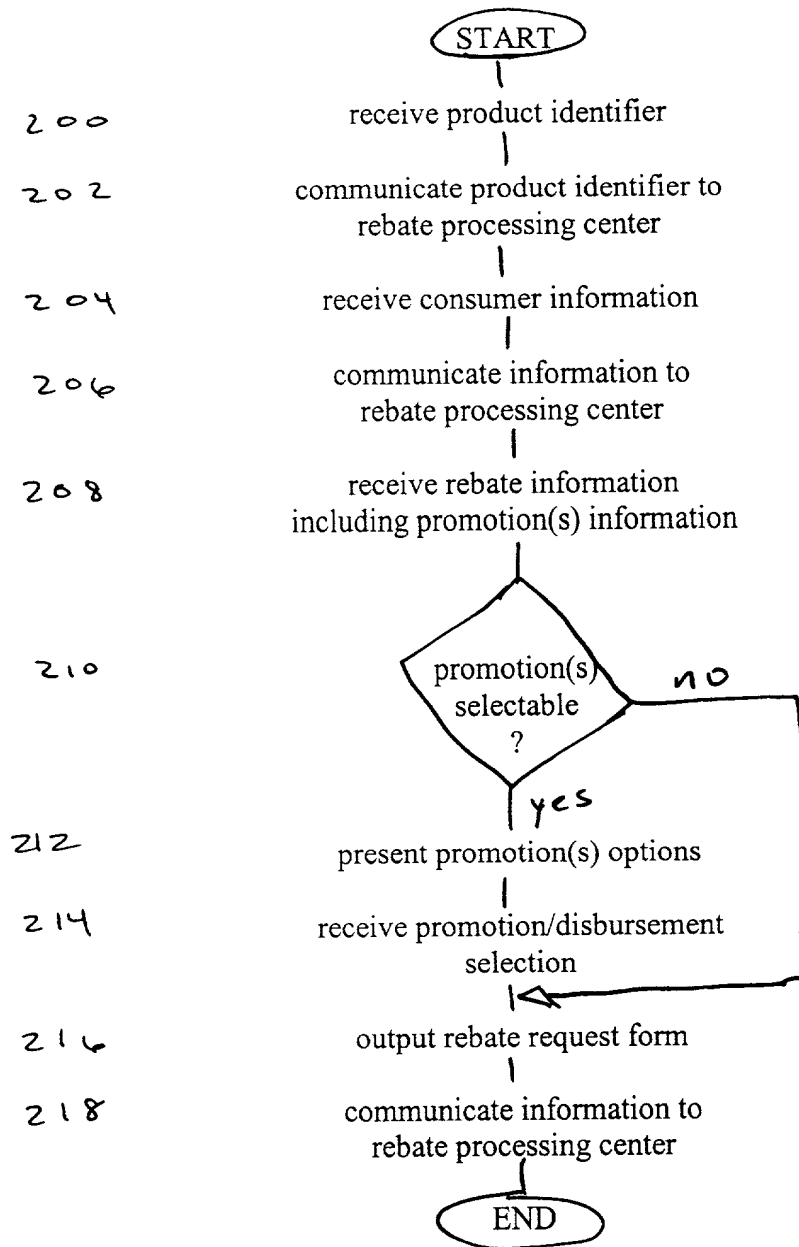 START
200 receive product identifier
202 communicate product identifier to
rebate processing center
204 receive consumer information
206 communicate information to
rebate processing center
208 receive rebate information
including promotion(s) information
210 promotion(s) no
selectable
?
yes
212 present promotion(s) options
214 receive promotion/disbursement
selection
216 output rebate request form
218 communicate information to
rebate processing center
END